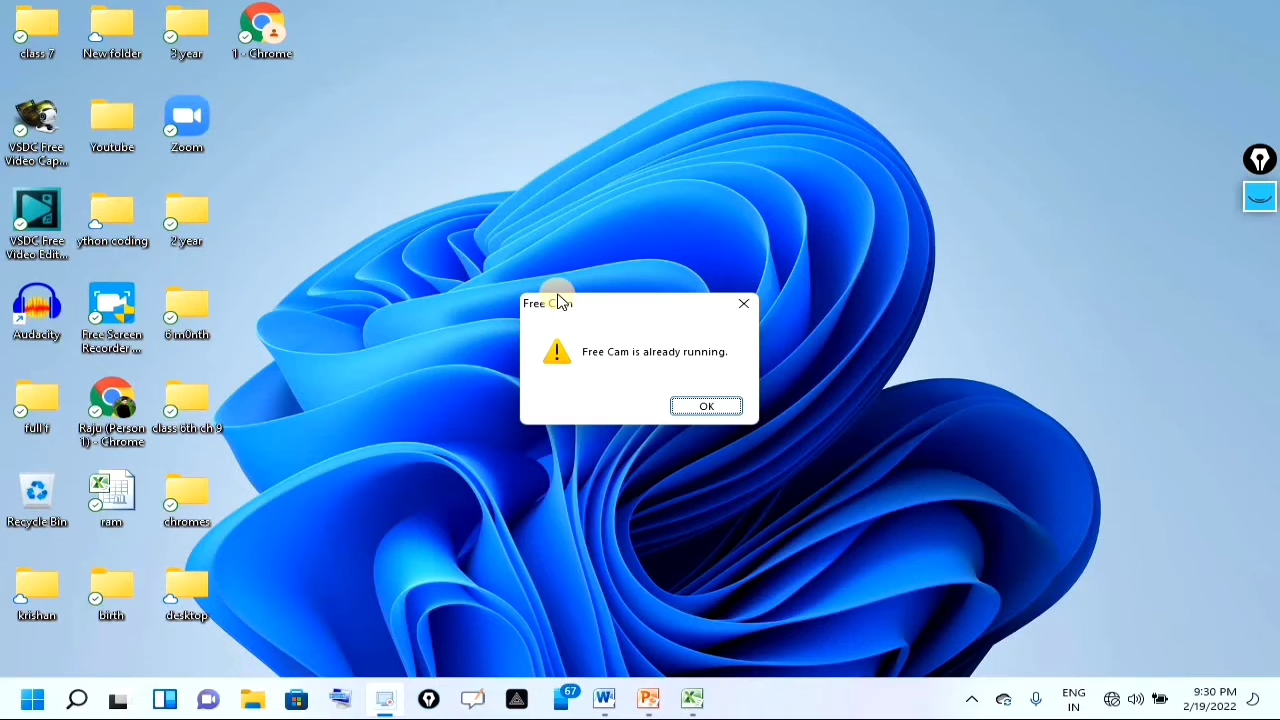 class 7
New folder
3 year
1 - Chrome
VSDC Free
Video Cap...
Youtube
Zoom
VSDC Free
Video Edit...
ython coding
2 year
Audacity
Free Screen
Recorder ...
6 m0nth
full f
Raju (Person
1) - Chrome
class 6th ch 9
Recycle Bin
ram
chromes
krishan
birth
desktop
Free
Free Cam is already running.
OK
67
ENG
IN
2/19/2022